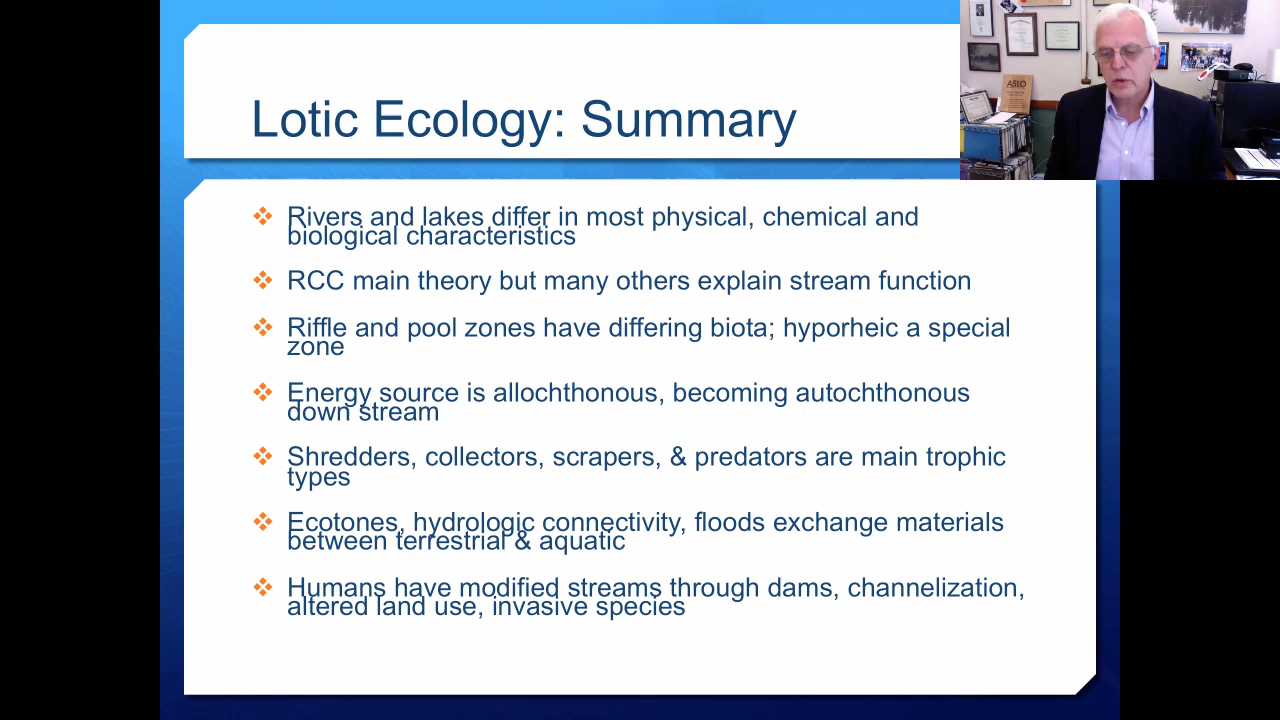 Lotic Ecology: Summary
ASLO
Rivers and lakes differ in most physical, chemical and
biological characteristics
RCC main theory but many others explain stream function
Riffle and pool zones have differing biota; hyporheic a special
zone
Energy source is allochthonous, becoming autochthonous
down stream
Shredders, collectors, scrapers, & predators are main trophic
types
Ecotones, hydrologic connectivity, floods exchange materials
between terrestrial & aquatic
Humans have modified streams through dams, channelization,
altered land use, invasive species